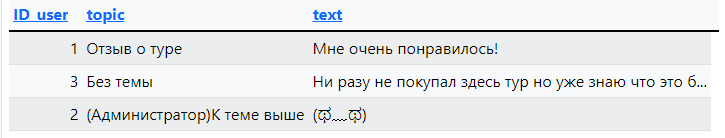 ID_user topic text
1 Отзыв о туре Мне очень понравилось!
3 Без темы Ни разу не покупал здесь тур но уже знаю что это б...
2 (Администратор)К теме выше (ಥ﹏ಥ)